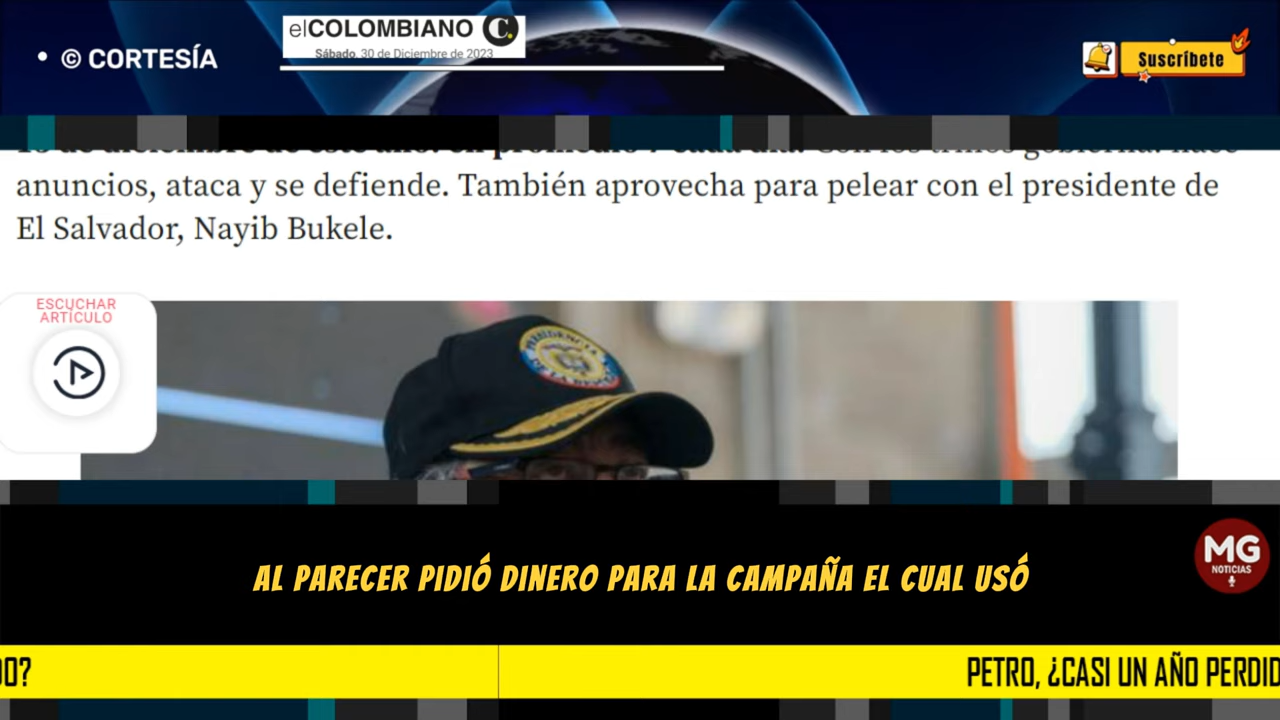 • © CORTESÍA
elCOLOMBIANO C.
Sábado, 30 de Diciembre de 2023
Suscríbete
anuncios, ataca y se defiende. También aprovecha para pelear con el presidente de
El Salvador, Nayib Bukele.
ESCUCHAR
ARTÍCULO
PRESIDENCIA
AL PARECER PIDIÓ DINERO PARA LA CAMPAÑA EL CUAL USÓ
MG
NOTICIAS
DO?
PETRO, ¿CASI UN AÑO PERDID